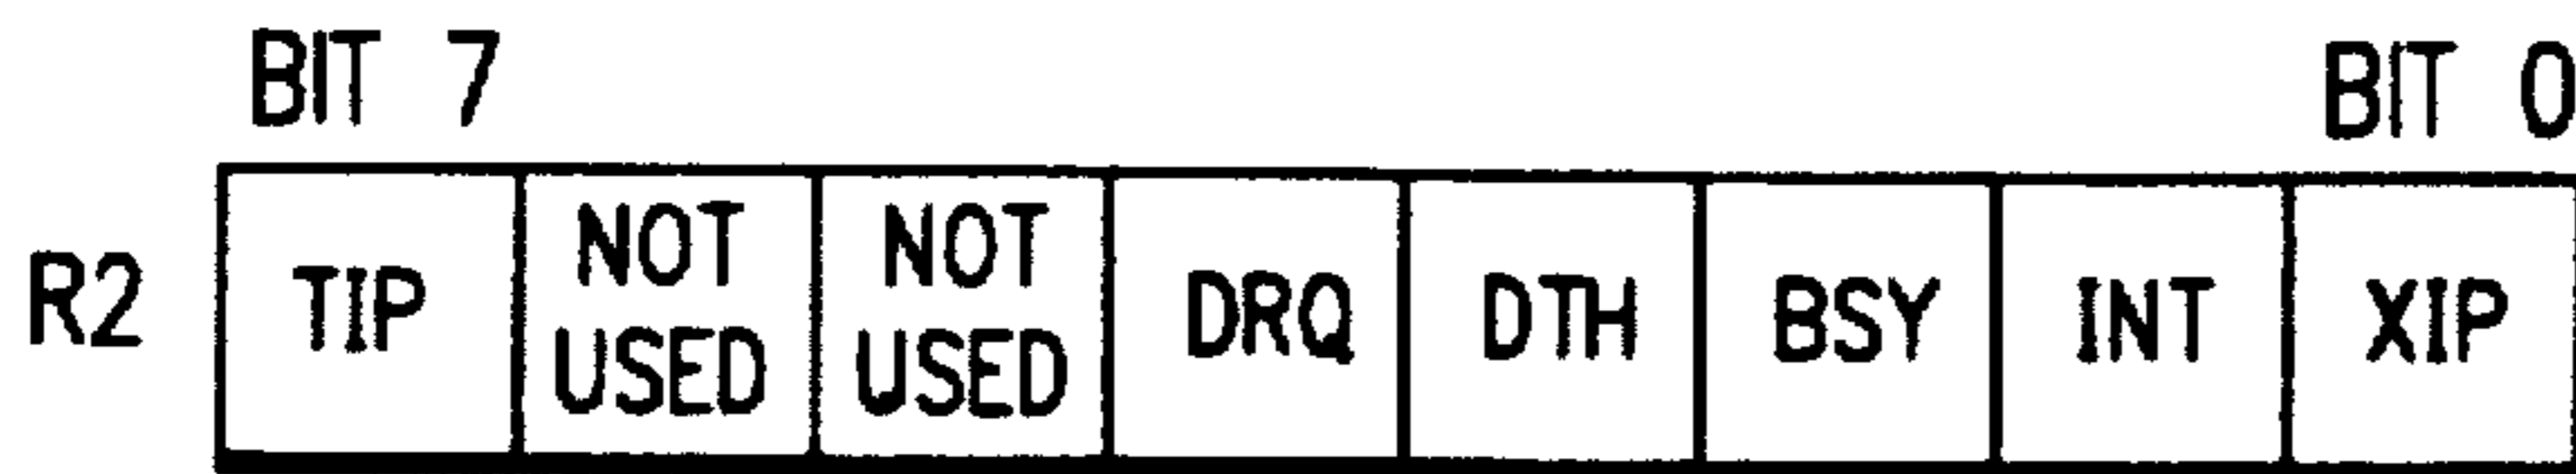 BIT 7 BIT 0
R2 TIP NOT USED NOT USED DRQ DTH BSY INT XIP